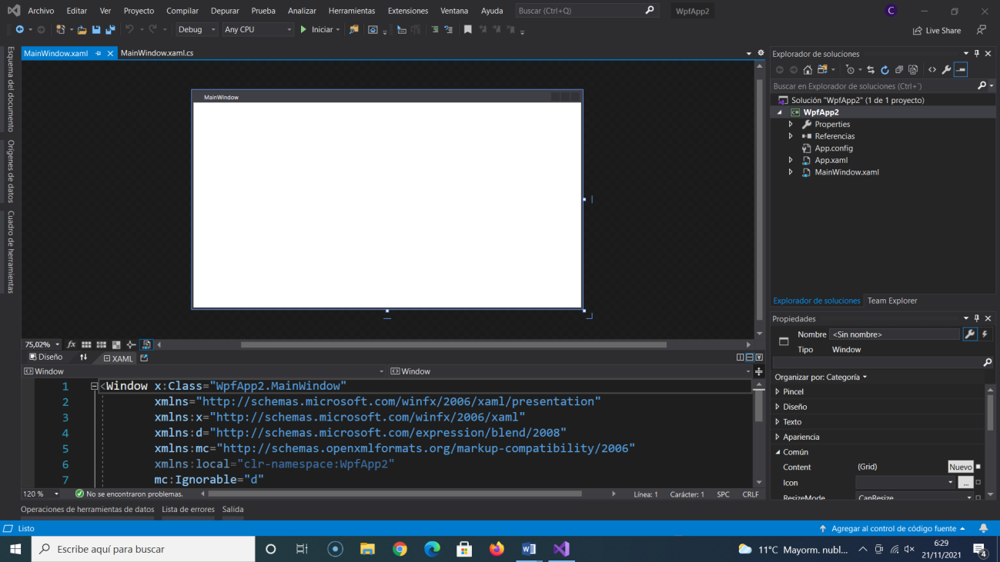 Archivo Editar Ver Proyecto Compilar Depurar Prueba Analizar Herramientas Extensiones Ventana Ayuda Buscar (Ctrl+Q) WpfApp2 C
Debug Any CPU Iniciar Live Share
Esquema del documento
Orígenes de datos
Cuadro de herramientas
MainWindow.xaml MainWindow.xaml.cs
MainWindow
75,02% fx
Diseño XAML
Window Window
1 <Window x:Class="WpfApp2.MainWindow"
2 xmlns="http://schemas.microsoft.com/winfx/2006/xaml/presentation"
3 xmlns:x="http://schemas.microsoft.com/winfx/2006/xaml"
4 xmlns:d="http://schemas.microsoft.com/expression/blend/2008"
5 xmlns:mc="http://schemas.openxmlformats.org/markup-compatibility/2006"
6 xmlns:local="clr-namespace:WpfApp2"
7 mc:Ignorable="d"
120 % No se encontraron problemas. Línea: 1 Carácter: 1 SPC CRLF
Operaciones de herramientas de datos Lista de errores Salida
Explorador de soluciones
Buscar en Explorador de soluciones (Ctrl+`)
Solución "WpfApp2" (1 de 1 proyecto)
C# WpfApp2
Properties
Referencias
App.config
App.xaml
MainWindow.xaml
Explorador de soluciones Team Explorer
Propiedades
Nombre <Sin nombre>
Tipo Window
Organizar por: Categoría
Pincel
Diseño
Texto
Apariencia
Común
Content (Grid) Nuevo
Icon ...
ResizeMode CanResize
Listo Agregar al control de código fuente
Escribe aquí para buscar 11°C Mayorm. nubl... 6:29
21/11/2021 4